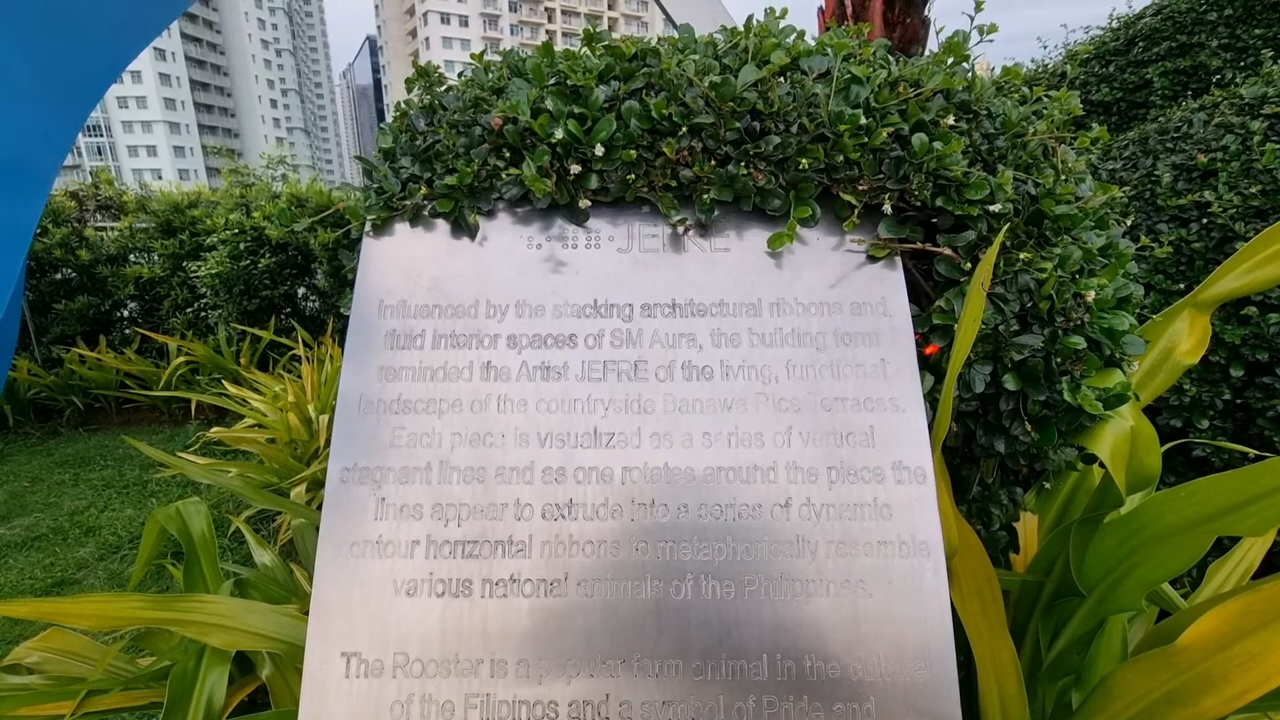 JEFRE
Influenced by the stacking architectural ribbons and
fluid interior spaces of SM Aura, the building form
reminded the Artist JEFRE of the living, functional
landscape of the countryside Banawe Rice Terraces.
Each piece is visualized as a series of vertical
stagnent lines and as one rotates around the piece the
lines appear to extrude into a series of dynamic
contour horizontal ribbons to metaphorically resemble
various national animals of the Philippines.
The Rooster is a popular farm animal in the culture
of the Filipinos and a symbol of Pride and